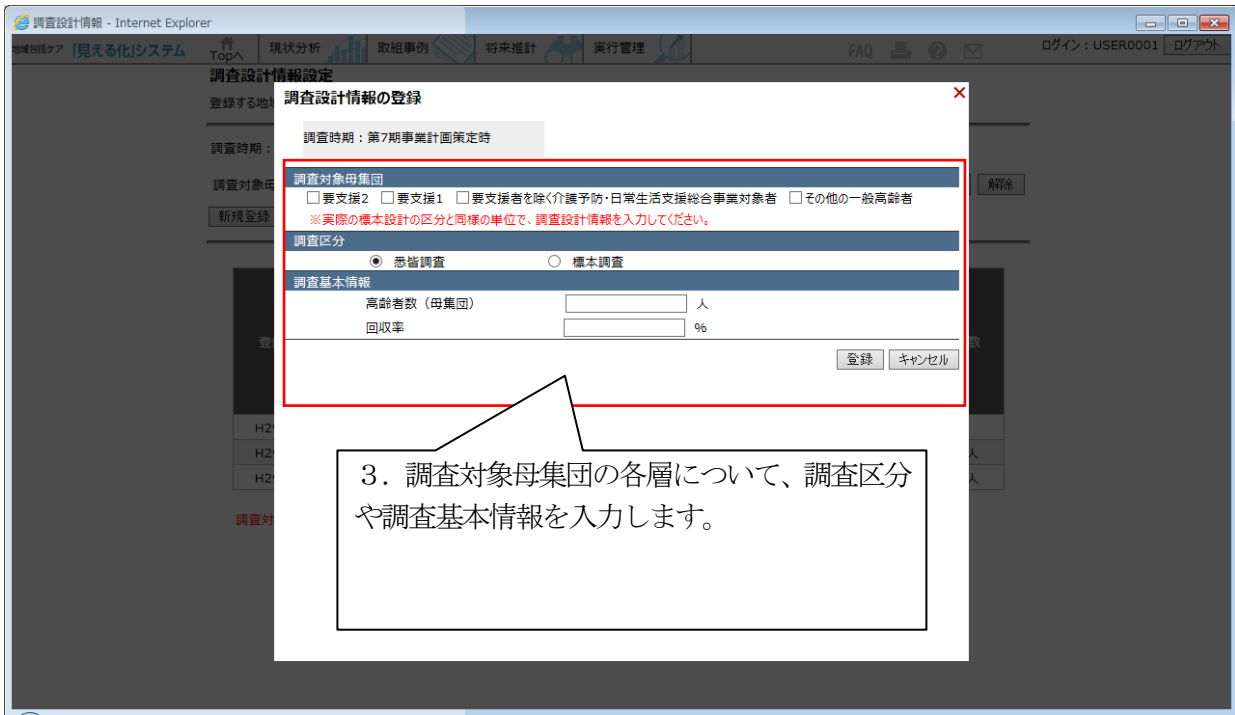 調査設計情報 - Internet Explorer
地域包括ケア「見える化」システム Topへ 現状分析 取組事例 将来推計 実行管理 FAQ ログイン：USER0001 ログアウト
調査設計情報設定
登録する地
調査時期：
調査対象母
解除
新規登録
調査設計情報の登録
×
調査時期：第7期事業計画策定時
調査対象母集団
要支援2 要支援1 要支援者を除く介護予防・日常生活支援総合事業対象者 その他の一般高齢者
※実際の標本設計の区分と同様の単位で、調査設計情報を入力してください。
調査区分
悉皆調査 標本調査
調査基本情報
高齢者数（母集団） 人
回収率 %
登録 キャンセル
登
数
H29
H29 人
H29 人
調査対
３．調査対象母集団の各層について、調査区分
や調査基本情報を入力します。